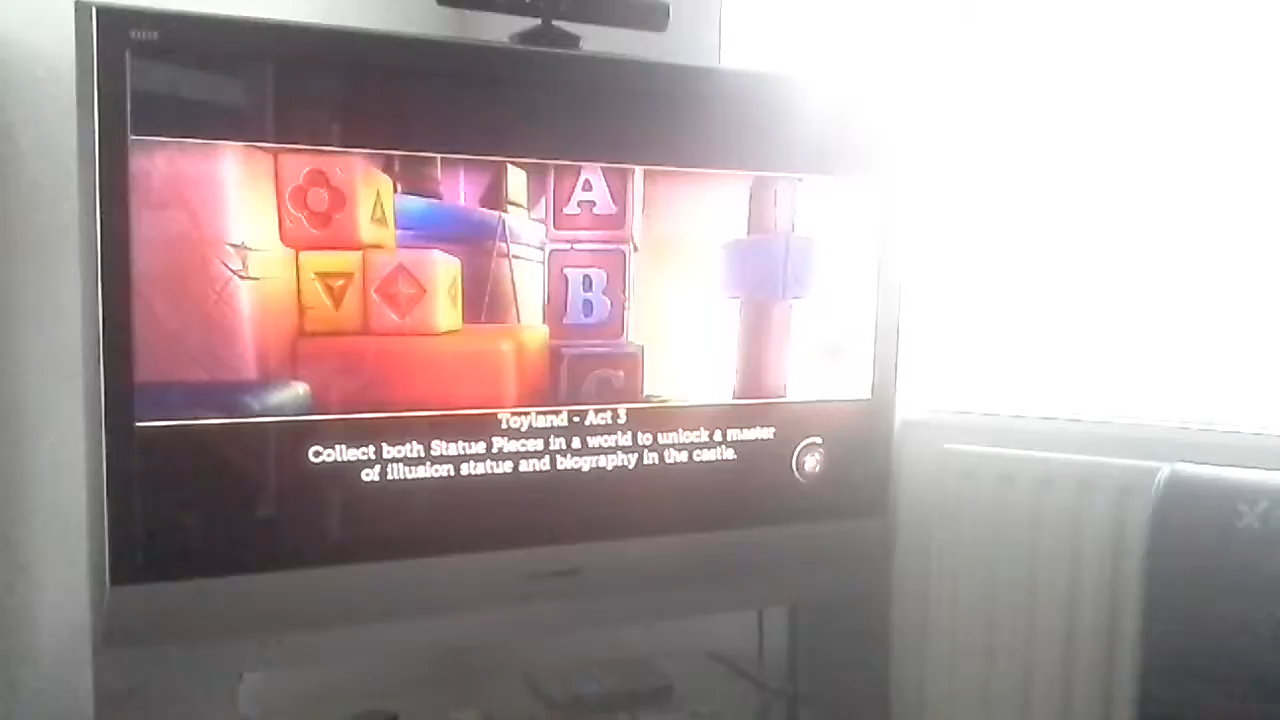 A
B
C
Toyland - Act 3
Collect both Statue Pieces in a world to unlock a master
of illusion statue and biography in the castle.